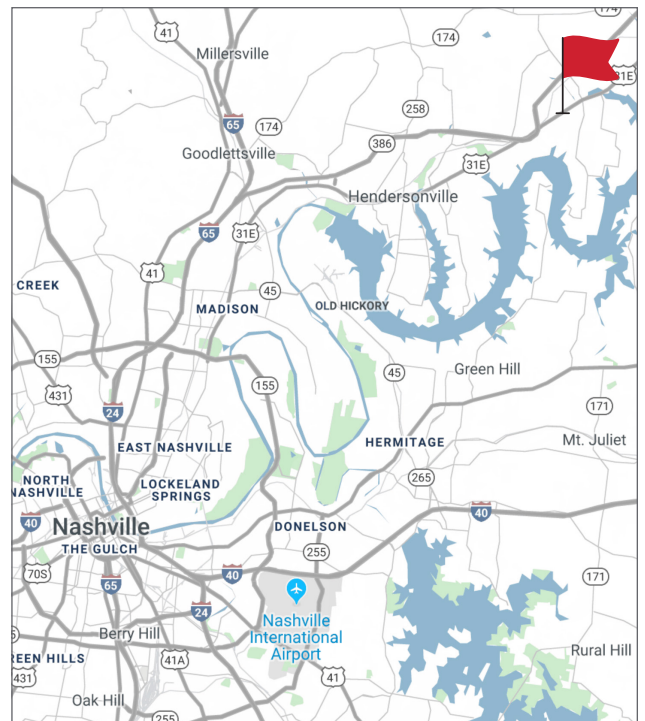 174
41
Millersville
174
31E
258
65
174
386
Goodlettsville
31E
Hendersonville
65
31E
41
CREEK
45
MADISON
OLD HICKORY
155
155
45
Green Hill
431
24
171
EAST NASHVILLE
HERMITAGE
Mt. Juliet
NORTH
NASHVILLE
LOCKELAND
SPRINGS
265
40
Nashville
DONELSON
40
THE GULCH
255
70S
65
40
171
24
Nashville
International
Airport
Berry Hill
41A
Rural Hill
431
41
Oak Hill
255